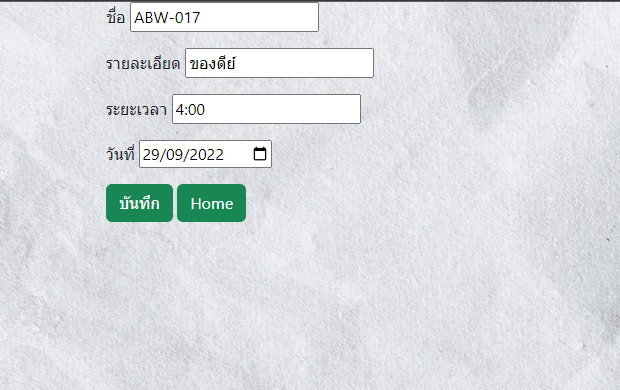 ชื่อ ABW-017
รายละเอียด ของดีย์
ระยะเวลา 4:00
วันที่ 29/09/2022
บันทึก Home